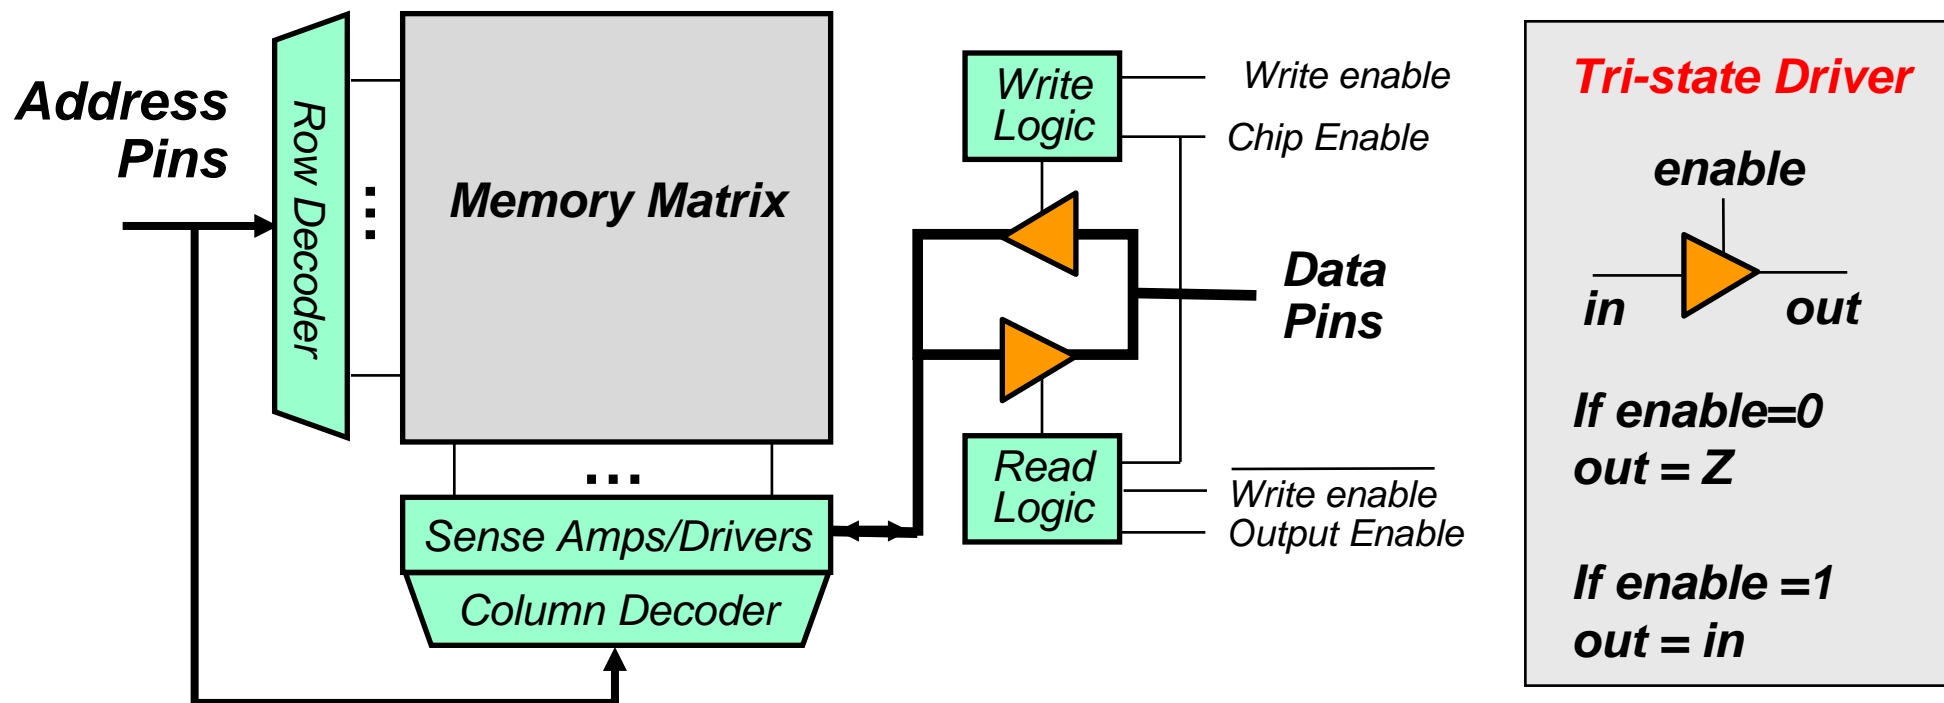 Address
Pins
Row Decoder
...
Memory Matrix
...
Sense Amps/Drivers
Column Decoder
Write
Logic
Write enable
Chip Enable
Data
Pins
Read
Logic
Write enable
Output Enable
Tri-state Driver
enable
in
out
If enable=0
out = Z
If enable =1
out = in